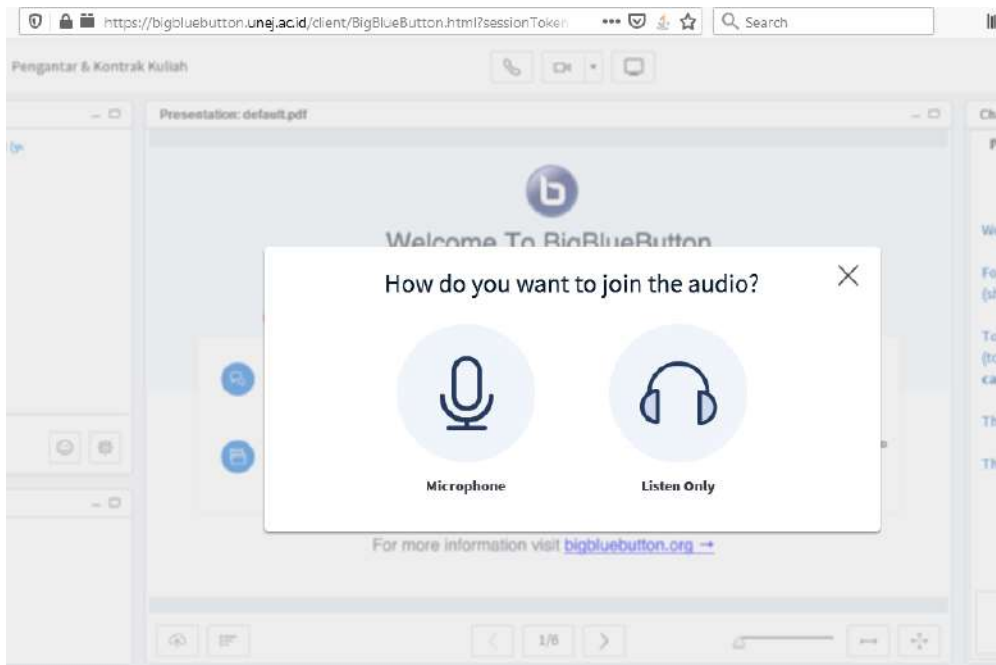 https://bigbluebutton.unej.ac.id/client/BigBlueButton.html?sessionToken
Search
Pengantar & Kontrak Kuliah
Presentation: default.pdf
Welcome To BigBlueButton
How do you want to join the audio?
Microphone
Listen Only
For more information visit bigbluebutton.org →
1/6